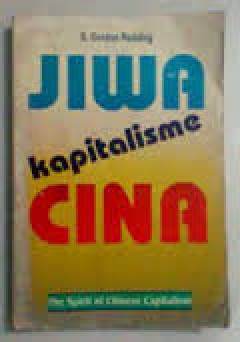 S. Gordon Redding
JIWA
kapitalisme
CINA
The Spirit of Chinese Capitalism